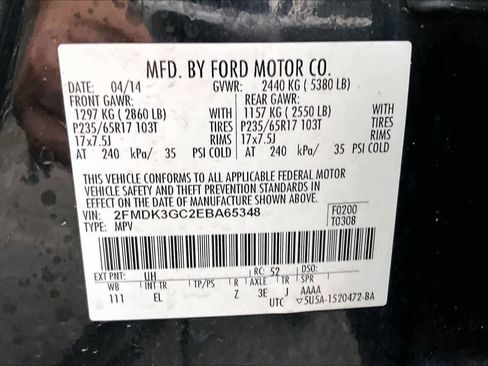 MFD. BY FORD MOTOR CO.
DATE: 04/14 GVWR: 2440 KG ( 5380 LB)
FRONT GAWR: REAR GAWR:
1297 KG ( 2860 LB) WITH 1157 KG ( 2550 LB) WITH
P235/65R17 103T TIRES P235/65R17 103T TIRES
17x7.5J RIMS 17x7.5J RIMS
AT 240 kPa/ 35 PSI COLD AT 240 kPa/ 35 PSI COLD
THIS VEHICLE CONFORMS TO ALL APPLICABLE FEDERAL MOTOR
VEHICLE SAFETY AND THEFT PREVENTION STANDARDS IN
EFFECT ON THE DATE OF MANUFACTURE SHOWN ABOVE.
VIN: 2FMDK3GC2EBA65348 F0200
TYPE: MPV T0308
EXT PNT: UH RC: 52 DSO:
WB INT TR TP/PS R AXLE TR SPR
111 EL Z 3E J AAAA
UTC ▽5U5A-1520472-BA